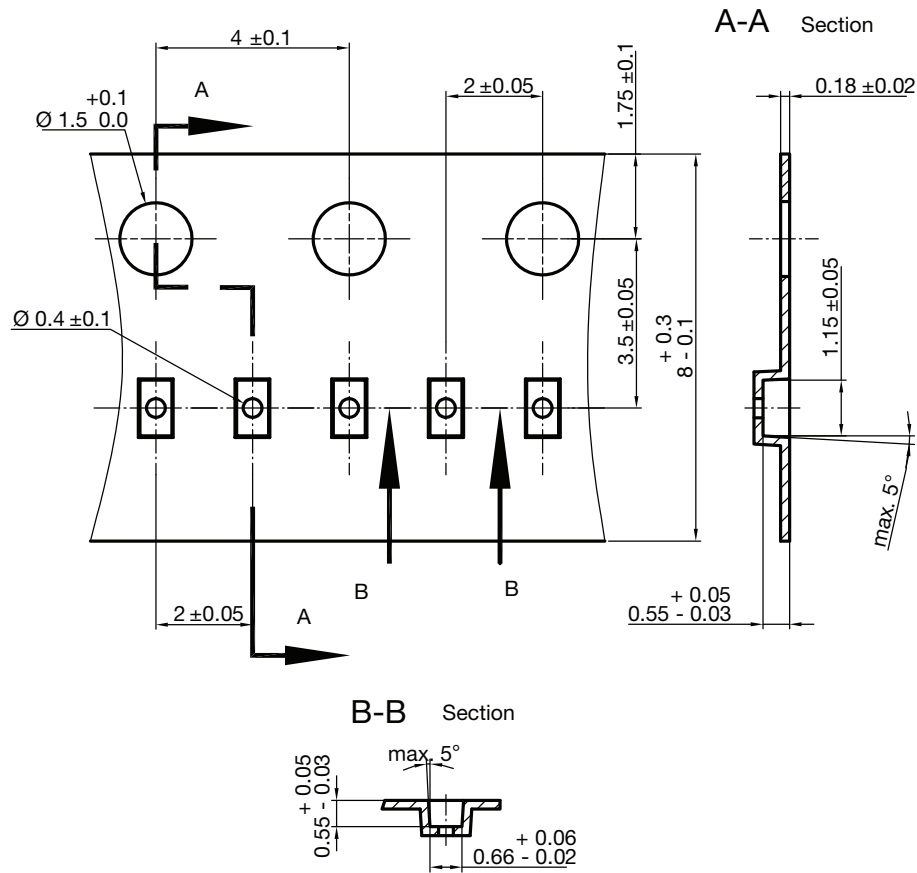 A-A Section
4 ±0.1
A
+0.1
Ø 1.5 0.0
2 ±0.05
1.75 ±0.1
0.18 ±0.02
Ø 0.4 ±0.1
3.5 ±0.05
+ 0.3
8 - 0.1
1.15 ±0.05
max. 5°
B
B
2 ±0.05
A
+ 0.05
0.55 - 0.03
B-B Section
max. 5°
+ 0.05
0.55 - 0.03
+ 0.06
0.66 - 0.02